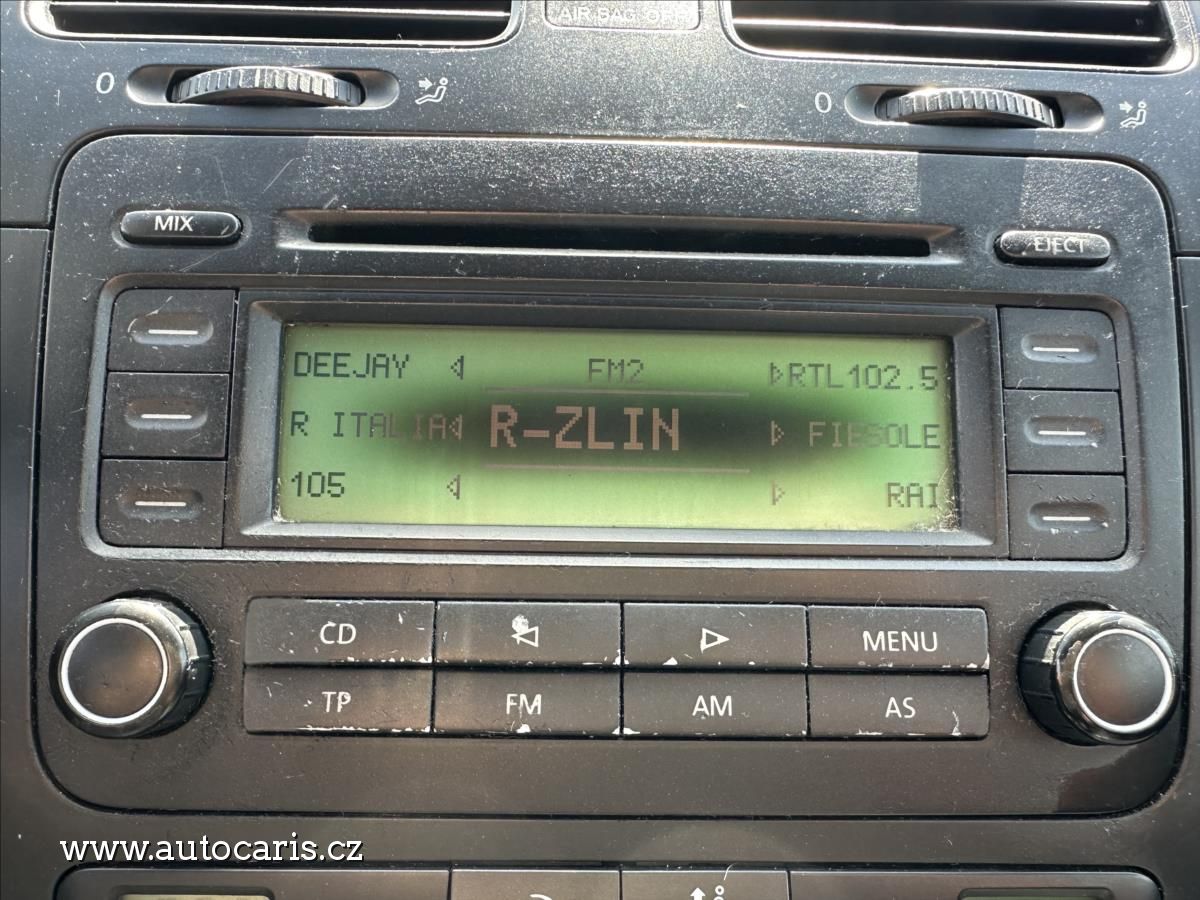 AIR BAG OFF
0
0
MIX
EJECT
DEEJAY FM2 RTL102.5
R ITALIA R-ZLIN FIESOLE
105 RAI
CD MENU
TP FM AM AS
www.autocaris.cz